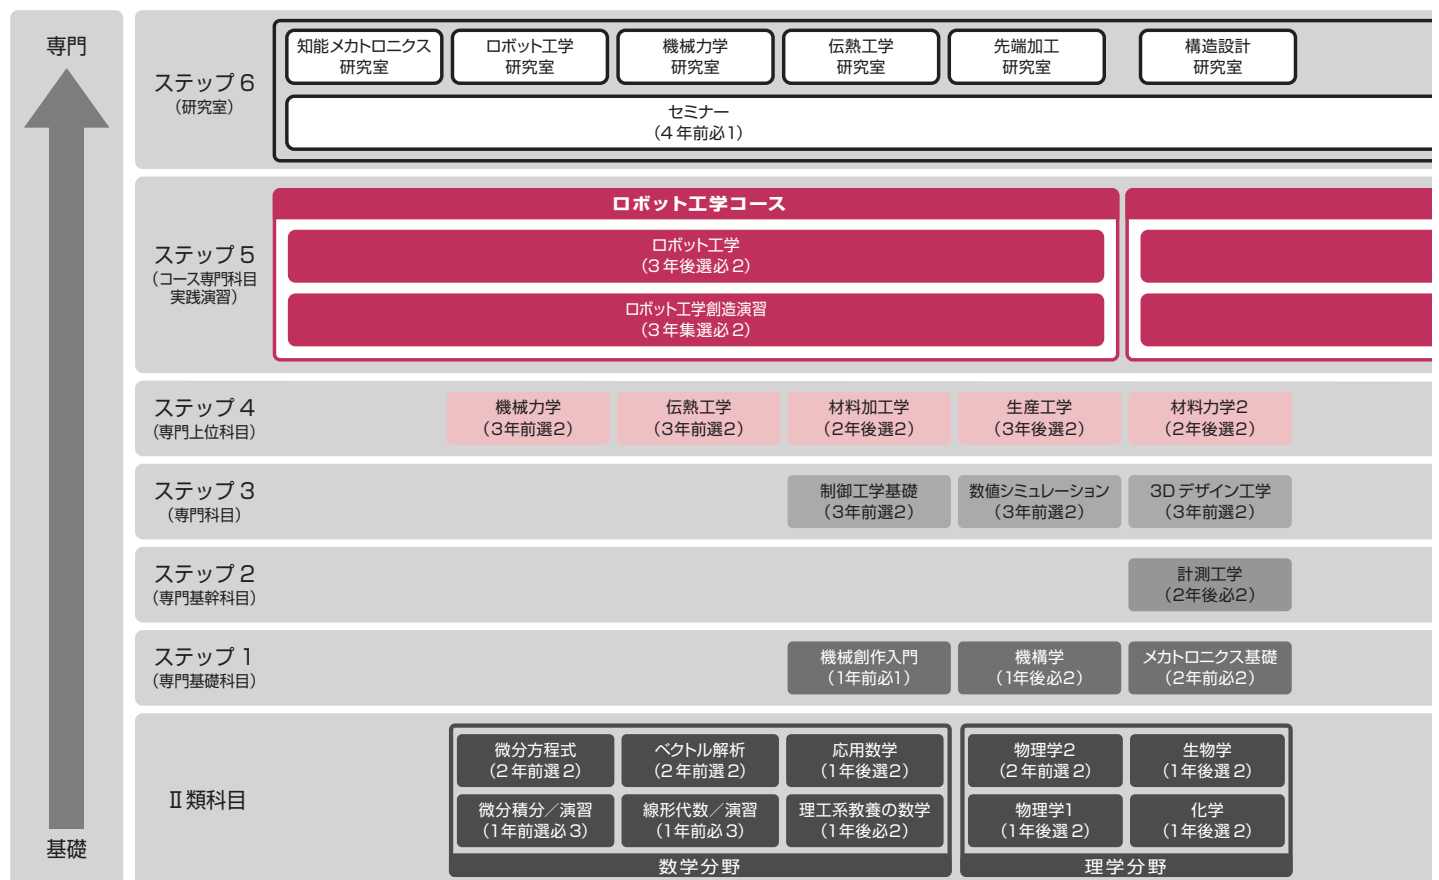 専門
基礎
ステップ 6
（研究室）
知能メカトロニクス
研究室
ロボット工学
研究室
機械力学
研究室
伝熱工学
研究室
先端加工
研究室
構造設計
研究室
セミナー
（4 年前必 1）
ステップ 5
（コース専門科目
実践演習）
ロボット工学コース
ロボット工学
（3 年後選必 2）
ロボット工学創造演習
（3 年集選必 2）
ステップ 4
（専門上位科目）
機械力学
（3年前選2）
伝熱工学
（3年前選2）
材料加工学
（2年後選2）
生産工学
（3年後選2）
材料力学2
（2年後選2）
ステップ 3
（専門科目）
制御工学基礎
（3年前選2）
数値シミュレーション
（3年前選2）
3D デザイン工学
（3年前選2）
ステップ 2
（専門基幹科目）
計測工学
（2年後必2）
ステップ 1
（専門基礎科目）
機械創作入門
（1年前必1）
機構学
（1年後必2）
メカトロニクス基礎
（2年前必2）
Ⅱ 類科目
微分方程式
（2 年前選 2）
ベクトル解析
（2 年前選 2）
応用数学
（1年後選2）
物理学2
（2 年前選 2）
生物学
（1年後選 2）
微分積分／演習
（1年前選必 3）
線形代数／演習
（1年前必 3）
理工系教養の数学
（1年後必2）
物理学1
（1年後選 2）
化学
（1年後選 2）
数学分野
理学分野